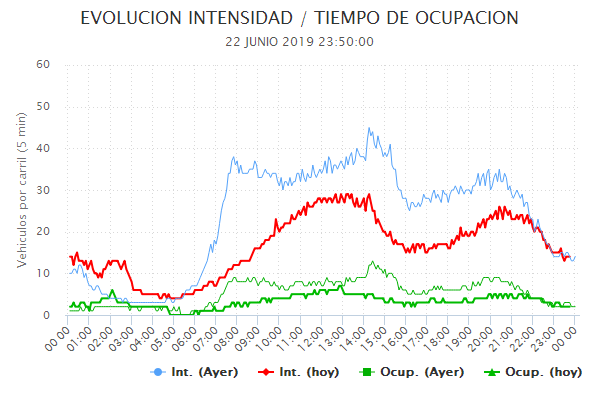 EVOLUCION INTENSIDAD / TIEMPO DE OCUPACION
22 JUNIO 2019 23:50:00
Vehiculos por carril (5 min)
60
50
40
30
20
10
0
00:00 01:00 02:00 03:00 04:00 05:00 06:00 07:00 08:00 09:00 10:00 11:00 12:00 13:00 14:00 15:00 16:00 17:00 18:00 19:00 20:00 21:00 22:00 23:00 00:00
Int. (Ayer) Int. (hoy) Ocup. (Ayer) Ocup. (hoy)